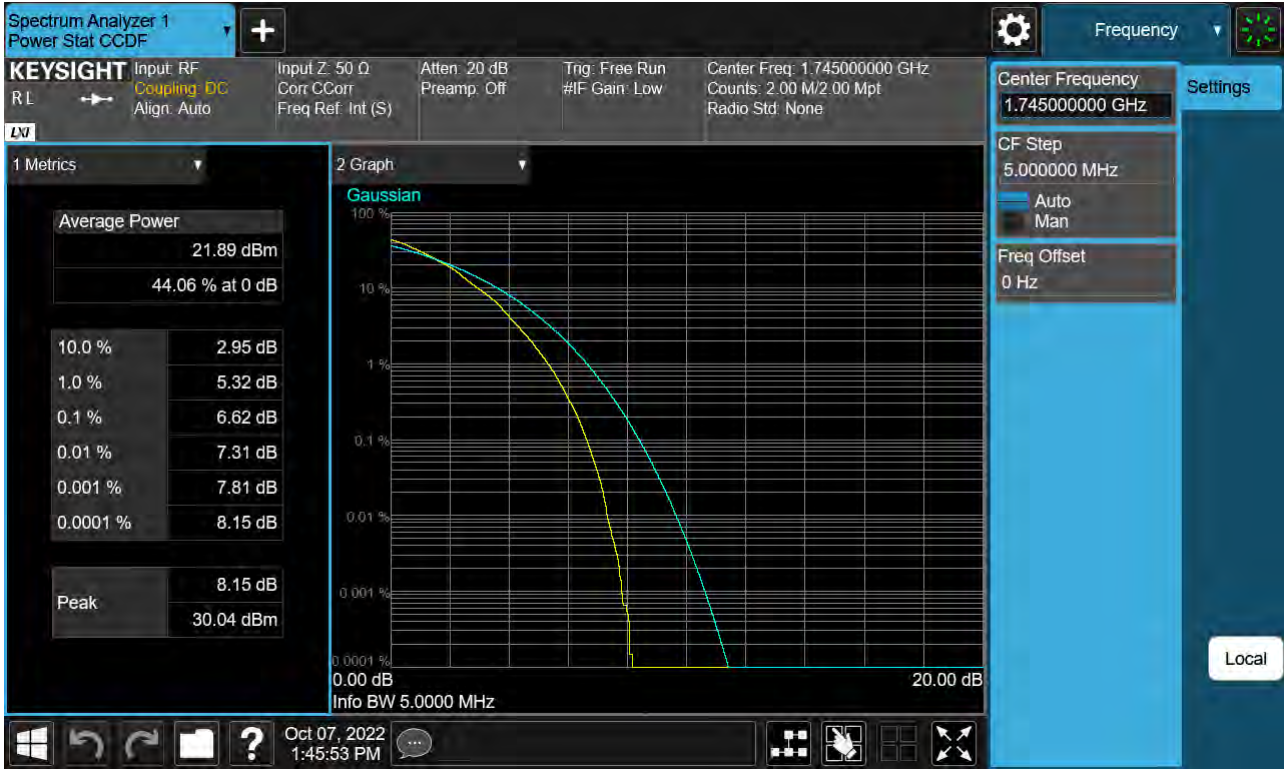 Spectrum Analyzer 1
Power Stat CCDF
Frequency
KEYSIGHT
R L
LXI
Input: RF
Coupling: DC
Align: Auto
Input Z: 50 Ω
Corr CCorr
Freq Ref: Int (S)
Atten: 20 dB
Preamp: Off
Trig: Free Run
#IF Gain: Low
Center Freq: 1.745000000 GHz
Counts: 2.00 M/2.00 Mpt
Radio Std: None
Center Frequency
1.745000000 GHz
Settings
CF Step
5.000000 MHz
Auto
Man
Freq Offset
0 Hz
1 Metrics
Average Power
21.89 dBm
44.06 % at 0 dB
10.0 % 2.95 dB
1.0 % 5.32 dB
0.1 % 6.62 dB
0.01 % 7.31 dB
0.001 % 7.81 dB
0.0001 % 8.15 dB
Peak
8.15 dB
30.04 dBm
2 Graph
Gaussian
100 %
10 %
1 %
0.1 %
0.01 %
0.001 %
0.0001 %
0.00 dB 20.00 dB
Info BW 5.0000 MHz
Local
?
Oct 07, 2022
1:45:53 PM